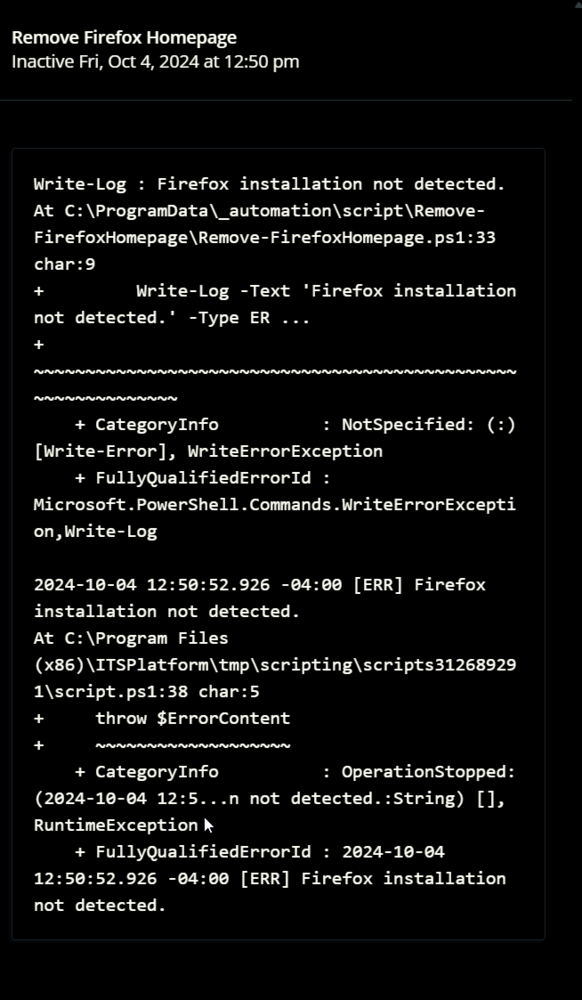 Remove Firefox Homepage
Inactive Fri, Oct 4, 2024 at 12:50 pm
Write-Log : Firefox installation not detected.
At C:\ProgramData\_automation\script\Remove-
FirefoxHomepage\Remove-FirefoxHomepage.ps1:33
char:9
+         Write-Log -Text 'Firefox installation
not detected.' -Type ER ...
+
~~~~~~~~~~~~~~~~~~~~~~~~~~~~~~~~~~~~~~~~~~~~~~~
~~~~~~~~~~~~~~
    + CategoryInfo          : NotSpecified: (:)
[Write-Error], WriteErrorException
    + FullyQualifiedErrorId :
Microsoft.PowerShell.Commands.WriteErrorExcepti
on,Write-Log

2024-10-04 12:50:52.926 -04:00 [ERR] Firefox
installation not detected.
At C:\Program Files
(x86)\ITSPlatform\tmp\scripting\scripts31268929
1\script.ps1:38 char:5
+     throw $ErrorContent
+     ~~~~~~~~~~~~~~~~~~~
    + CategoryInfo          : OperationStopped:
(2024-10-04 12:5...n not detected.:String) [],
RuntimeException
    + FullyQualifiedErrorId : 2024-10-04
12:50:52.926 -04:00 [ERR] Firefox installation
not detected.